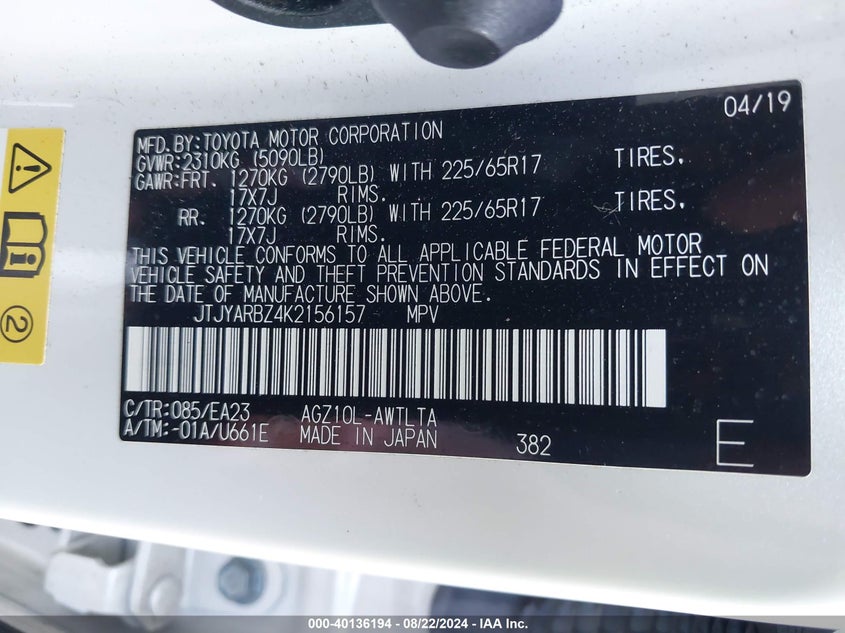 04/19
MFD.BY:TOYOTA MOTOR CORPORATION
GVWR:2310KG (5090LB)
GAWR:FRT. 1270KG (2790LB) WITH 225/65R17 TIRES,
17X7J RIMS.
RR. 1270KG (2790LB) WITH 225/65R17 TIRES,
17X7J RIMS.
THIS VEHICLE CONFORMS TO ALL APPLICABLE FEDERAL MOTOR
VEHICLE SAFETY AND THEFT PREVENTION STANDARDS IN EFFECT ON
THE DATE OF MANUFACTURE SHOWN ABOVE.
JTJYARBZ4K2156157 MPV
C/TR:085/EA23 AGZ10L-AWTLTA
A/TM:-01A/U661E MADE IN JAPAN 382 E
2
000-40136194 - 08/22/2024 - IAA Inc.